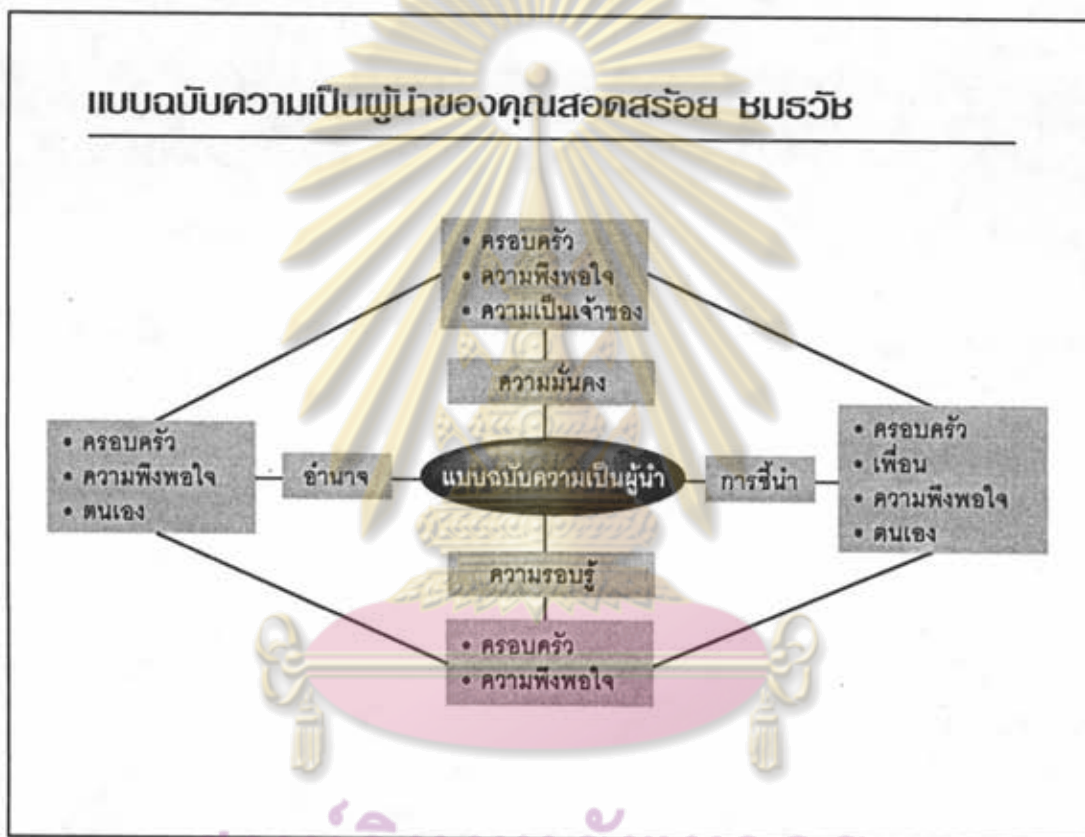 แบบฉบับความเป็นผู้นำของคุณสอดสร้อย ชมธวัช
• ครอบครัว
• ความพึงพอใจ
• ความเป็นเจ้าของ
ความมั่นคง
• ครอบครัว
• ความพึงพอใจ
• ตนเอง
อำนาจ
แบบฉบับความเป็นผู้นำ
การชี้นำ
• ครอบครัว
• เพื่อน
• ความพึงพอใจ
• ตนเอง
ความรอบรู้
• ครอบครัว
• ความพึงพอใจ